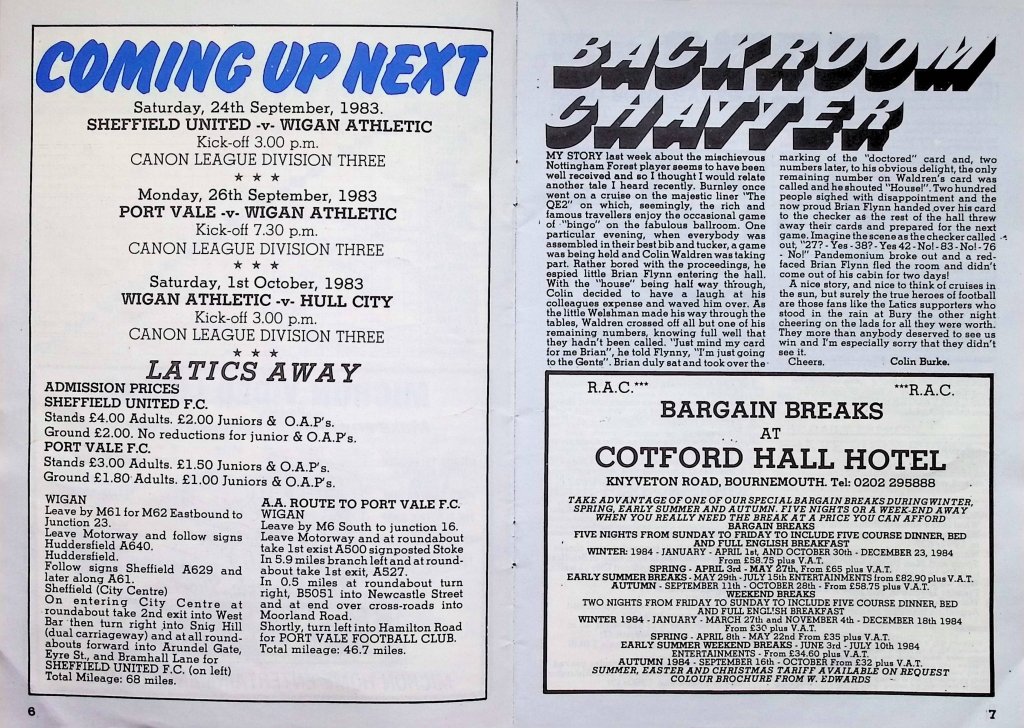 COMING UP NEXT
Saturday, 24th September, 1983.
SHEFFIELD UNITED -v- WIGAN ATHLETIC
Kick-off 3.00 p.m.
CANON LEAGUE DIVISION THREE
★ ★ ★
Monday, 26th September, 1983
PORT VALE -v- WIGAN ATHLETIC
Kick-off 7.30 p.m.
CANON LEAGUE DIVISION THREE
★ ★ ★
Saturday, 1st October, 1983
WIGAN ATHLETIC -v- HULL CITY
Kick-off 3.00 p.m.
CANON LEAGUE DIVISION THREE
★ ★ ★
LATICS AWAY
ADMISSION PRICES
SHEFFIELD UNITED F.C.
Stands £4.00 Adults. £2.00 Juniors & O.A.P's.
Ground £2.00. No reductions for junior & O.A.P's.
PORT VALE F.C.
Stands £3.00 Adults. £1.50 Juniors & O.A.P's.
Ground £1.80 Adults. £1.00 Juniors & O.A.P's.
WIGAN
Leave by M61 for M62 Eastbound to
Junction 23.
Leave Motorway and follow signs
Huddersfield A640.
Huddersfield.
Follow signs Sheffield A629 and
later along A61.
Sheffield (City Centre)
On entering City Centre at
roundabout take 2nd exit into West
Bar then turn right into Snig Hill
(dual carriageway) and at all round-
abouts forward into Arundel Gate,
Eyre St., and Bramhall Lane for
SHEFFIELD UNITED F.C. (on left)
Total Mileage: 68 miles.
A.A. ROUTE TO PORT VALE F.C.
WIGAN
Leave by M6 South to junction 16.
Leave Motorway and at roundabout
take 1st exist A500 signposted Stoke
In 5.9 miles branch left and at round-
about take 1st exit, A527.
In 0.5 miles at roundabout turn
right, B5051 into Newcastle Street
and at end over cross-roads into
Moorland Road.
Shortly, turn left into Hamilton Road
for PORT VALE FOOTBALL CLUB.
Total mileage: 46.7 miles.
6
BACKROOM
CHATTER
MY STORY last week about the mischievous
Nottingham Forest player seems to have been
well received and so I thought I would relate
another tale I heard recently. Burnley once
went on a cruise on the majestic liner "The
QE2" on which, seemingly, the rich and
famous travellers enjoy the occasional game
of "bingo" on the fabulous ballroom. One
particular evening, when everybody was
assembled in their best bib and tucker, a game
was being held and Colin Waldren was taking
part. Rather bored with the proceedings, he
espied little Brian Flynn entering the hall.
With the "house" being half way through,
Colin decided to have a laugh at his
colleagues expense and waved him over. As
the little Welshman made his way through the
tables, Waldren crossed off all but one of his
remaining numbers, knowing full well that
they hadn't been called. "Just mind my card
for me Brian", he told Flynny, "I'm just going
to the Gents". Brian duly sat and took over the
marking of the "doctored" card and, two
numbers later, to his obvious delight, the only
remaining number on Waldren's card was
called and he shouted "House!". Two hundred
people sighed with disappointment and the
now proud Brian Flynn handed over his card
to the checker as the rest of the hall threw
away their cards and prepared for the next
game. Imagine the scene as the checker called
out, "27? - Yes - 38? - Yes 42 - No! - 83 - No! - 76
- No!" Pandemonium broke out and a red-
faced Brian Flynn fled the room and didn't
come out of his cabin for two days!
A nice story, and nice to think of cruises in
the sun, but surely the true heroes of football
are those fans like the Latics supporters who
stood in the rain at Bury the other night
cheering on the lads for all they were worth.
They more than anybody deserved to see us
win and I'm especially sorry that they didn't
see it.
Cheers. Colin Burke.
R.A.C.*** ***R.A.C.
BARGAIN BREAKS
AT
COTFORD HALL HOTEL
KNYVETON ROAD, BOURNEMOUTH. Tel: 0202 295888
TAKE ADVANTAGE OF ONE OF OUR SPECIAL BARGAIN BREAKS DURING WINTER,
SPRING, EARLY SUMMER AND AUTUMN. FIVE NIGHTS OR A WEEK-END AWAY
WHEN YOU REALLY NEED THE BREAK AT A PRICE YOU CAN AFFORD
BARGAIN BREAKS
FIVE NIGHTS FROM SUNDAY TO FRIDAY TO INCLUDE FIVE COURSE DINNER, BED
AND FULL ENGLISH BREAKFAST
WINTER: 1984 - JANUARY - APRIL 1st, AND OCTOBER 30th - DECEMBER 23, 1984
From £58.75 plus V.A.T.
SPRING - APRIL 3rd - MAY 27th, From £65 plus V.A.T.
EARLY SUMMER BREAKS - MAY 29th - JULY 15th ENTERTAINMENTS from £82.90 plus V.A.T.
AUTUMN - SEPTEMBER 11th - OCTOBER 28th - From £58.75 plus V.A.T.
WEEKEND BREAKS
TWO NIGHTS FROM FRIDAY TO SUNDAY TO INCLUDE FIVE COURSE DINNER, BED
AND FULL ENGLISH BREAKFAST
WINTER 1984 - JANUARY - MARCH 27th and NOVEMBER 4th - DECEMBER 18th 1984
From £30 plus V.A.T.
SPRING - APRIL 8th - MAY 22nd From £35 plus V.A.T.
EARLY SUMMER WEEKEND BREAKS - JUNE 3rd - JULY 10th 1984
ENTERTAINMENTS - From £34.60 plus V.A.T.
AUTUMN 1984 - SEPTEMBER 16th - OCTOBER From £32 plus V.A.T.
SUMMER, EASTER AND CHRISTMAS TARIFF AVAILABLE ON REQUEST
COLOUR BROCHURE FROM W. EDWARDS
7